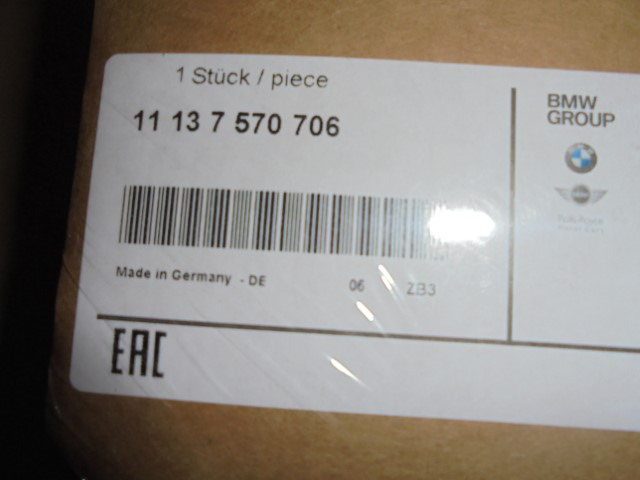 1 Stück / piece
11 13 7 570 706
Made in Germany - DE 06 2B3
EAC
BMW
GROUP